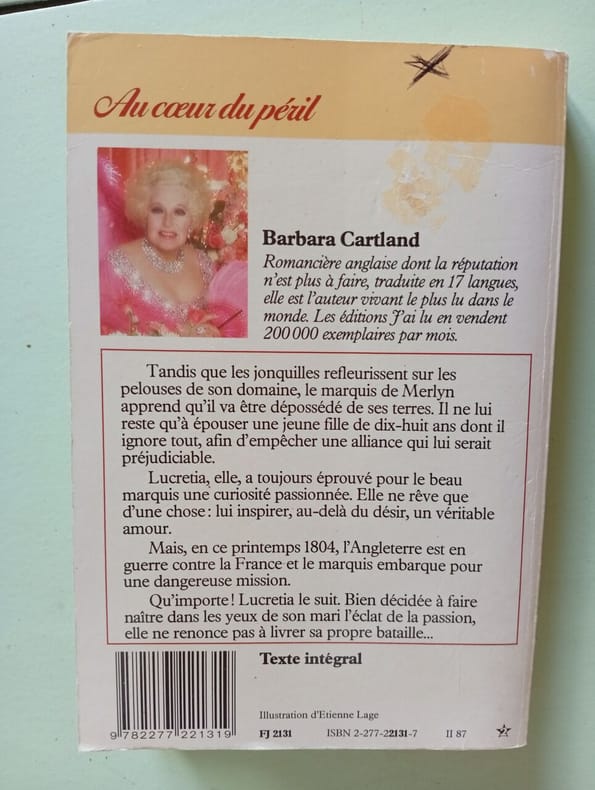 Au cœur du péril
Barbara Cartland
Romancière anglaise dont la réputation
n'est plus à faire, traduite en 17 langues,
elle est l'auteur vivant le plus lu dans le
monde. Les éditions J'ai lu en vendent
200 000 exemplaires par mois.
Tandis que les jonquilles refleurissent sur les
pelouses de son domaine, le marquis de Merlyn
apprend qu'il va être dépossédé de ses terres. Il ne lui
reste qu'à épouser une jeune fille de dix-huit ans dont il
ignore tout, afin d'empêcher une alliance qui lui serait
préjudiciable.
Lucretia, elle, a toujours éprouvé pour le beau
marquis une curiosité passionnée. Elle ne rêve que
d'une chose : lui inspirer, au-delà du désir, un véritable
amour.
Mais, en ce printemps 1804, l'Angleterre est en
guerre contre la France et le marquis embarque pour
une dangereuse mission.
Qu'importe ! Lucretia le suit. Bien décidée à faire
naître dans les yeux de son mari l'éclat de la passion,
elle ne renonce pas à livrer sa propre bataille...
Texte intégral
Illustration d'Etienne Lage
9 782277 221319 FJ 2131 ISBN 2-277-22131-7 II 87